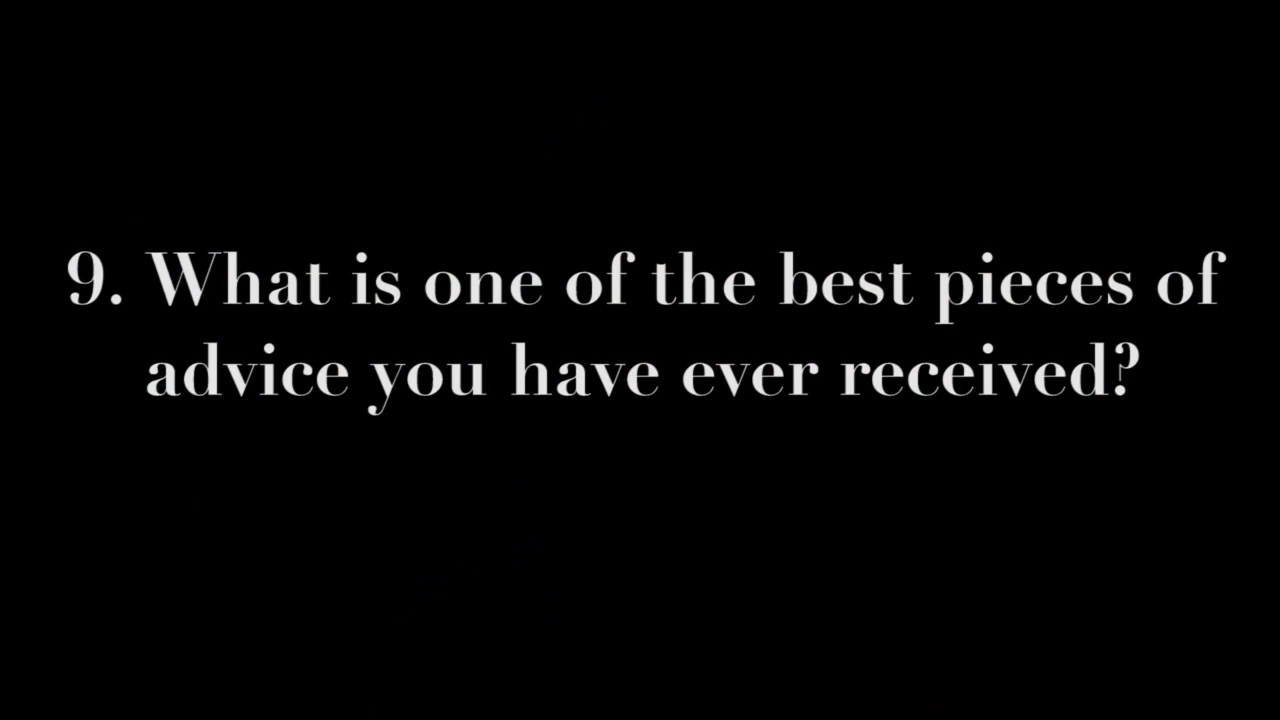 9. What is one of the best pieces of
advice you have ever received?